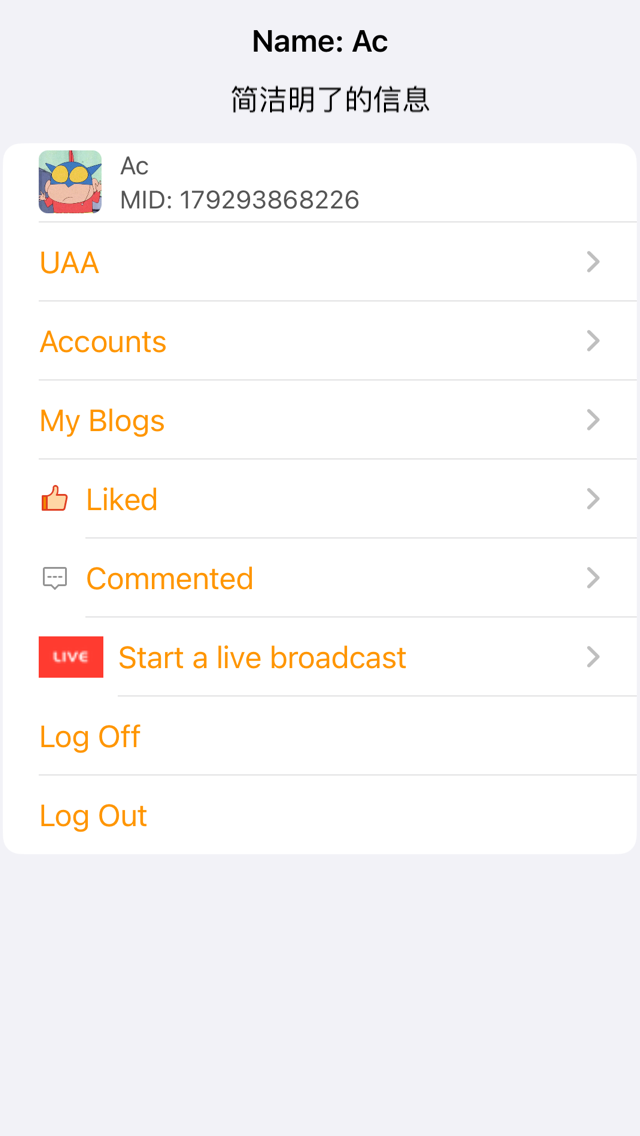 Name: Ac
简洁明了的信息
Ac
MID: 179293868226
UAA
Accounts
My Blogs
Liked
Commented
LIVE
Start a live broadcast
Log Off
Log Out